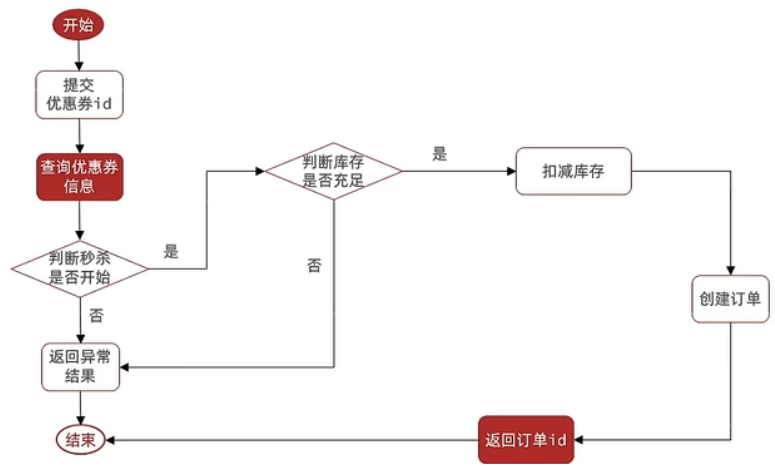 开始
提交
优惠券id
查询优惠券
信息
判断秒杀
是否开始
是
否
判断库存
是否充足
是
否
扣减库存
创建订单
返回异常
结果
返回订单id
结束